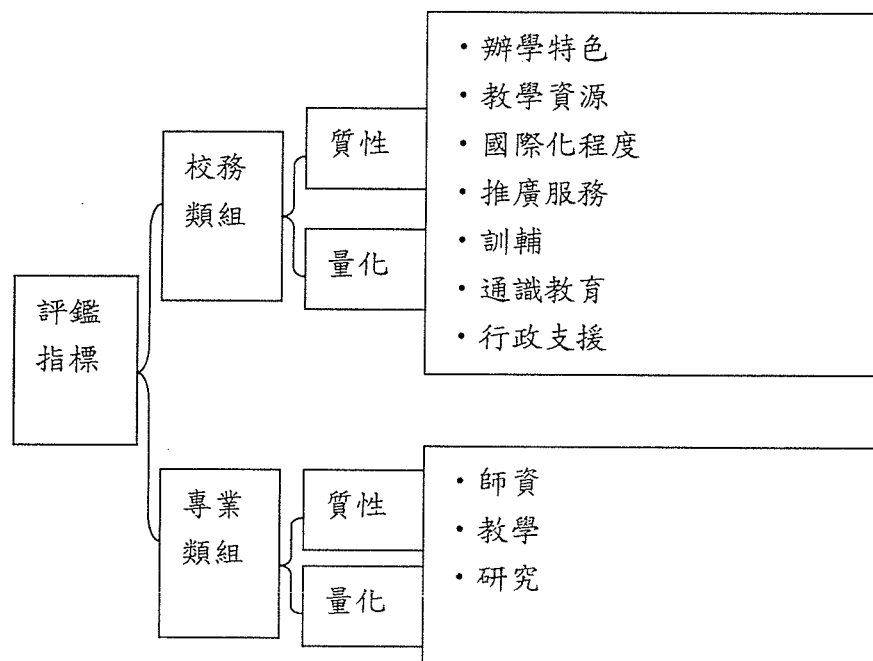 評鑑
指標
校務
類組
質性
量化
・辦學特色
・教學資源
・國際化程度
・推廣服務
・訓輔
・通識教育
・行政支援
專業
類組
質性
量化
・師資
・教學
・研究